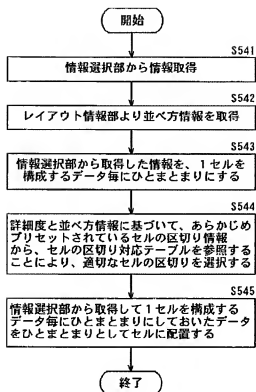 開始
S541
情報選択部から情報取得
S542
レイアウト情報部より並べ方情報を取得
S543
情報選択部から取得した情報を、1セルを
構成するデータ毎にひとまとまりにする
S544
詳細度と並べ方情報に基づいて、あらかじめ
プリセットされているセルの区切り情報
から、セルの区切り対応テーブルを参照する
ことにより、適切なセルの区切りを選択する
S545
情報選択部から取得して1セルを構成する
データ毎にひとまとまりにしておいたデータ
をひとまとまりとしてセルに配置する
終了